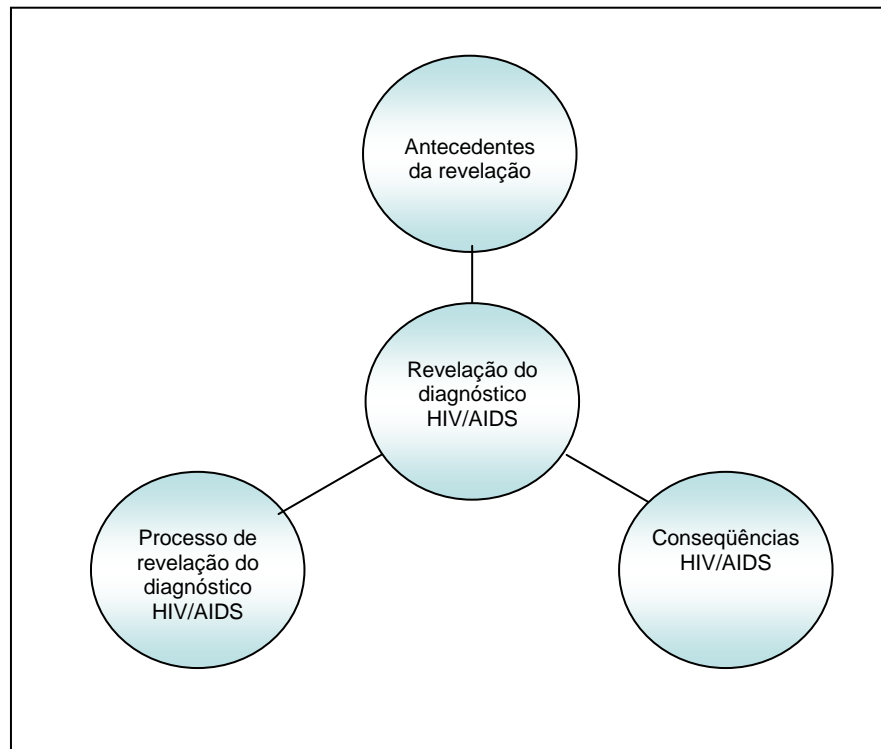 Antecedentes
da revelação
Revelação do
diagnóstico
HIV/AIDS
Processo de
revelação do
diagnóstico
HIV/AIDS
Conseqüências
HIV/AIDS